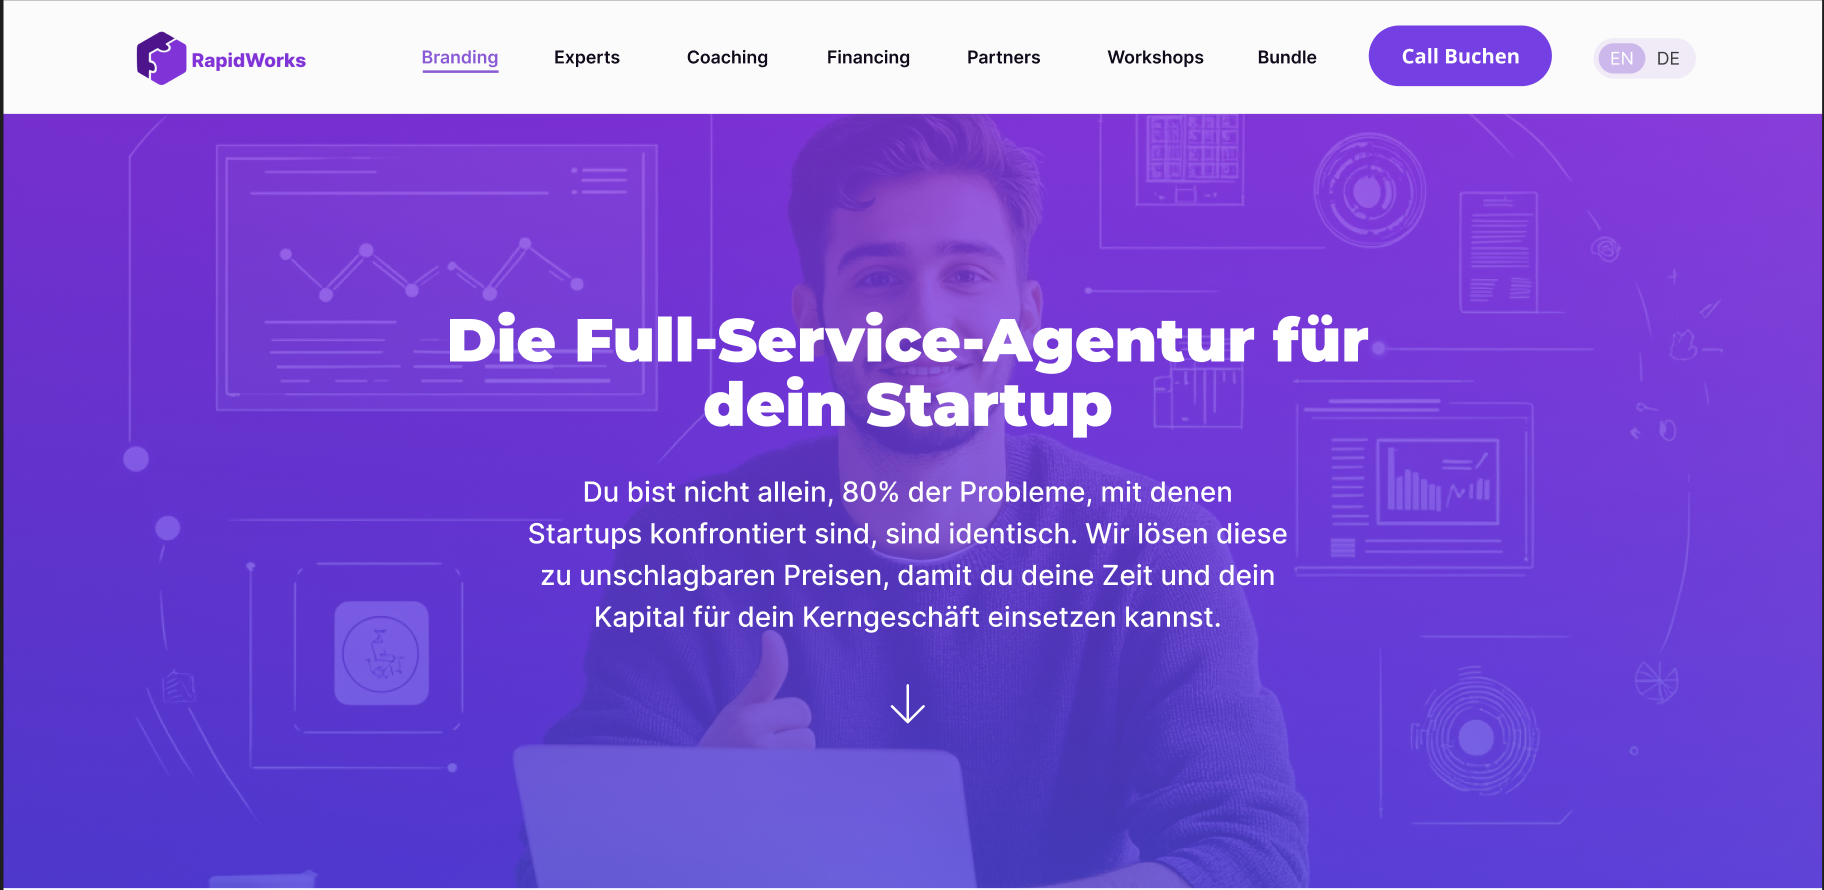 RapidWorks
Branding
Experts
Coaching
Financing
Partners
Workshops
Bundle
Call Buchen
EN
DE
Die Full-Service-Agentur für
dein Startup
Du bist nicht allein, 80% der Probleme, mit denen
Startups konfrontiert sind, sind identisch. Wir lösen diese
zu unschlagbaren Preisen, damit du deine Zeit und dein
Kapital für dein Kerngeschäft einsetzen kannst.